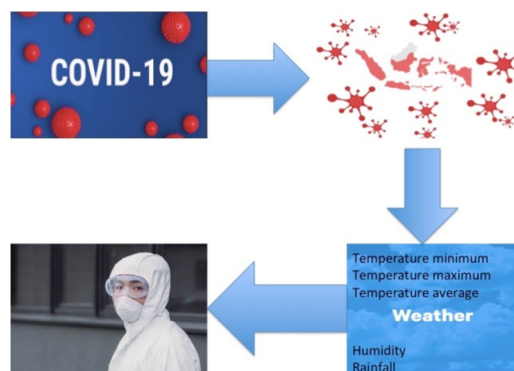 COVID-19
Temperature minimum
Temperature maximum
Temperature average
Weather
Humidity
Rainfall